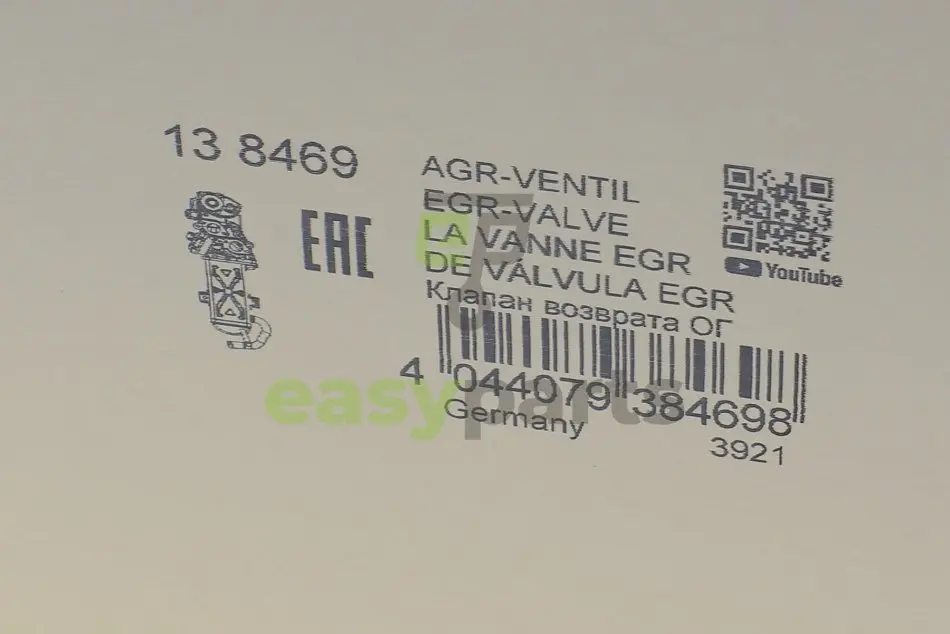 13 8469
EAC
AGR-VENTIL
EGR-VALVE
LA VANNE EGR
DE VÁLVULA EGR
Клапан возврата ОГ
YouTube
4 044079 384698
Germany
3921
easyparts